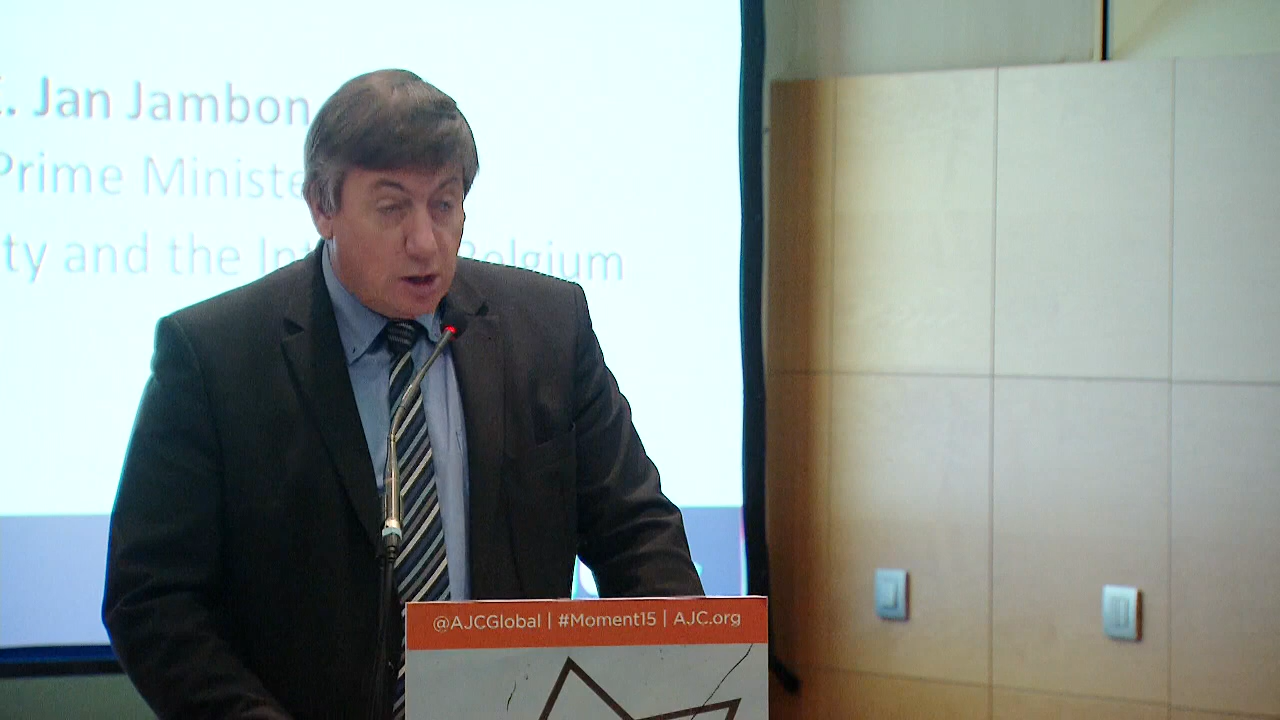 . Jan Jambon
Prime Ministe
ty and the Int Belgium
@AJCGlobal | #Moment15 | AJC.org